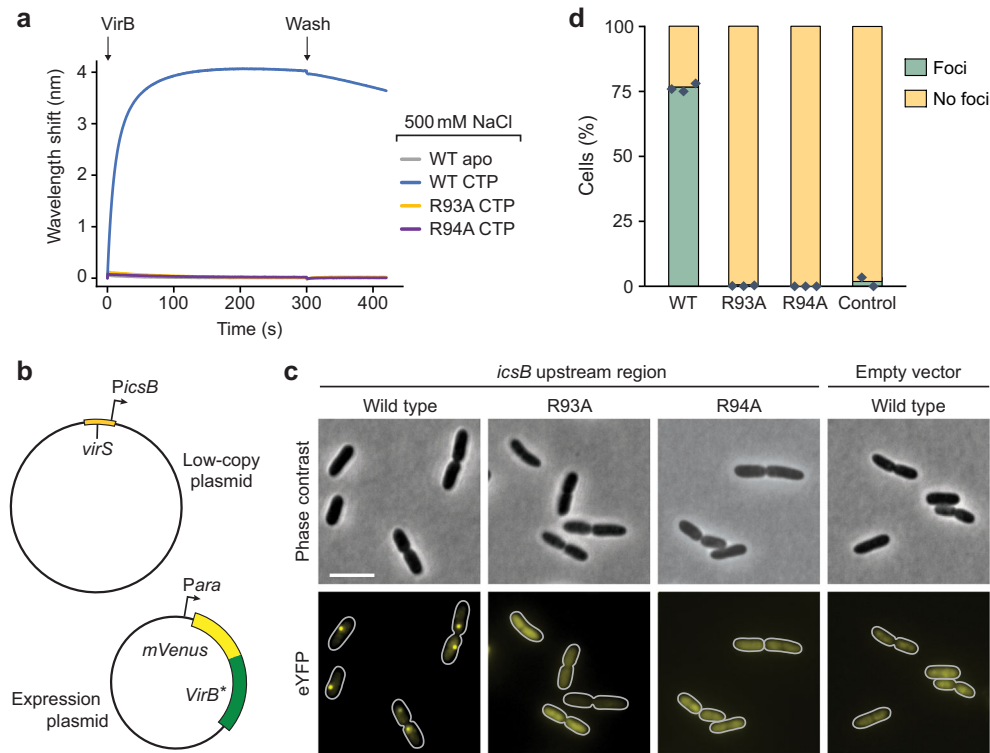 a
VirB
Wash
Wavelength shift (nm)
4
3
2
1
0
0
100
200
300
400
Time (s)
500 mM NaCl
WT apo
WT CTP
R93A CTP
R94A CTP
d
Cells (%)
100
75
50
25
0
WT
R93A
R94A
Control
Foci
No foci
b
PicsB
virS
Low-copy
plasmid
Para
mVenus
VirB*
Expression
plasmid
c
icsB upstream region
Empty vector
Wild type
R93A
R94A
Wild type
Phase contrast
eYFP